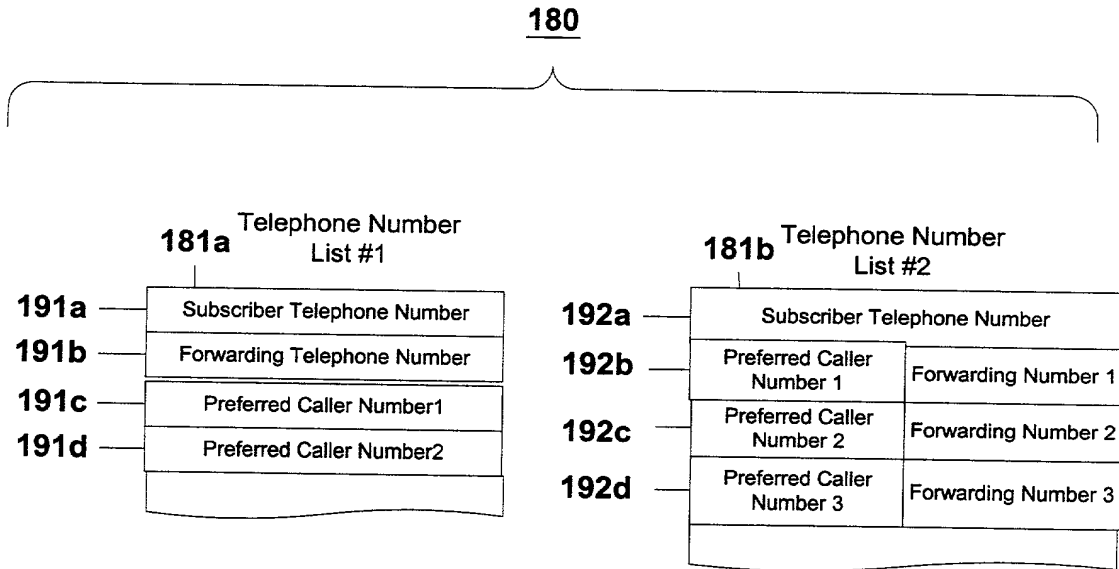 180
181a
Telephone Number
List #1
191a
Subscriber Telephone Number
191b
Forwarding Telephone Number
191c
Preferred Caller Number1
191d
Preferred Caller Number2
181b
Telephone Number
List #2
192a
Subscriber Telephone Number
192b
Preferred Caller
Number 1
Forwarding Number 1
192c
Preferred Caller
Number 2
Forwarding Number 2
192d
Preferred Caller
Number 3
Forwarding Number 3